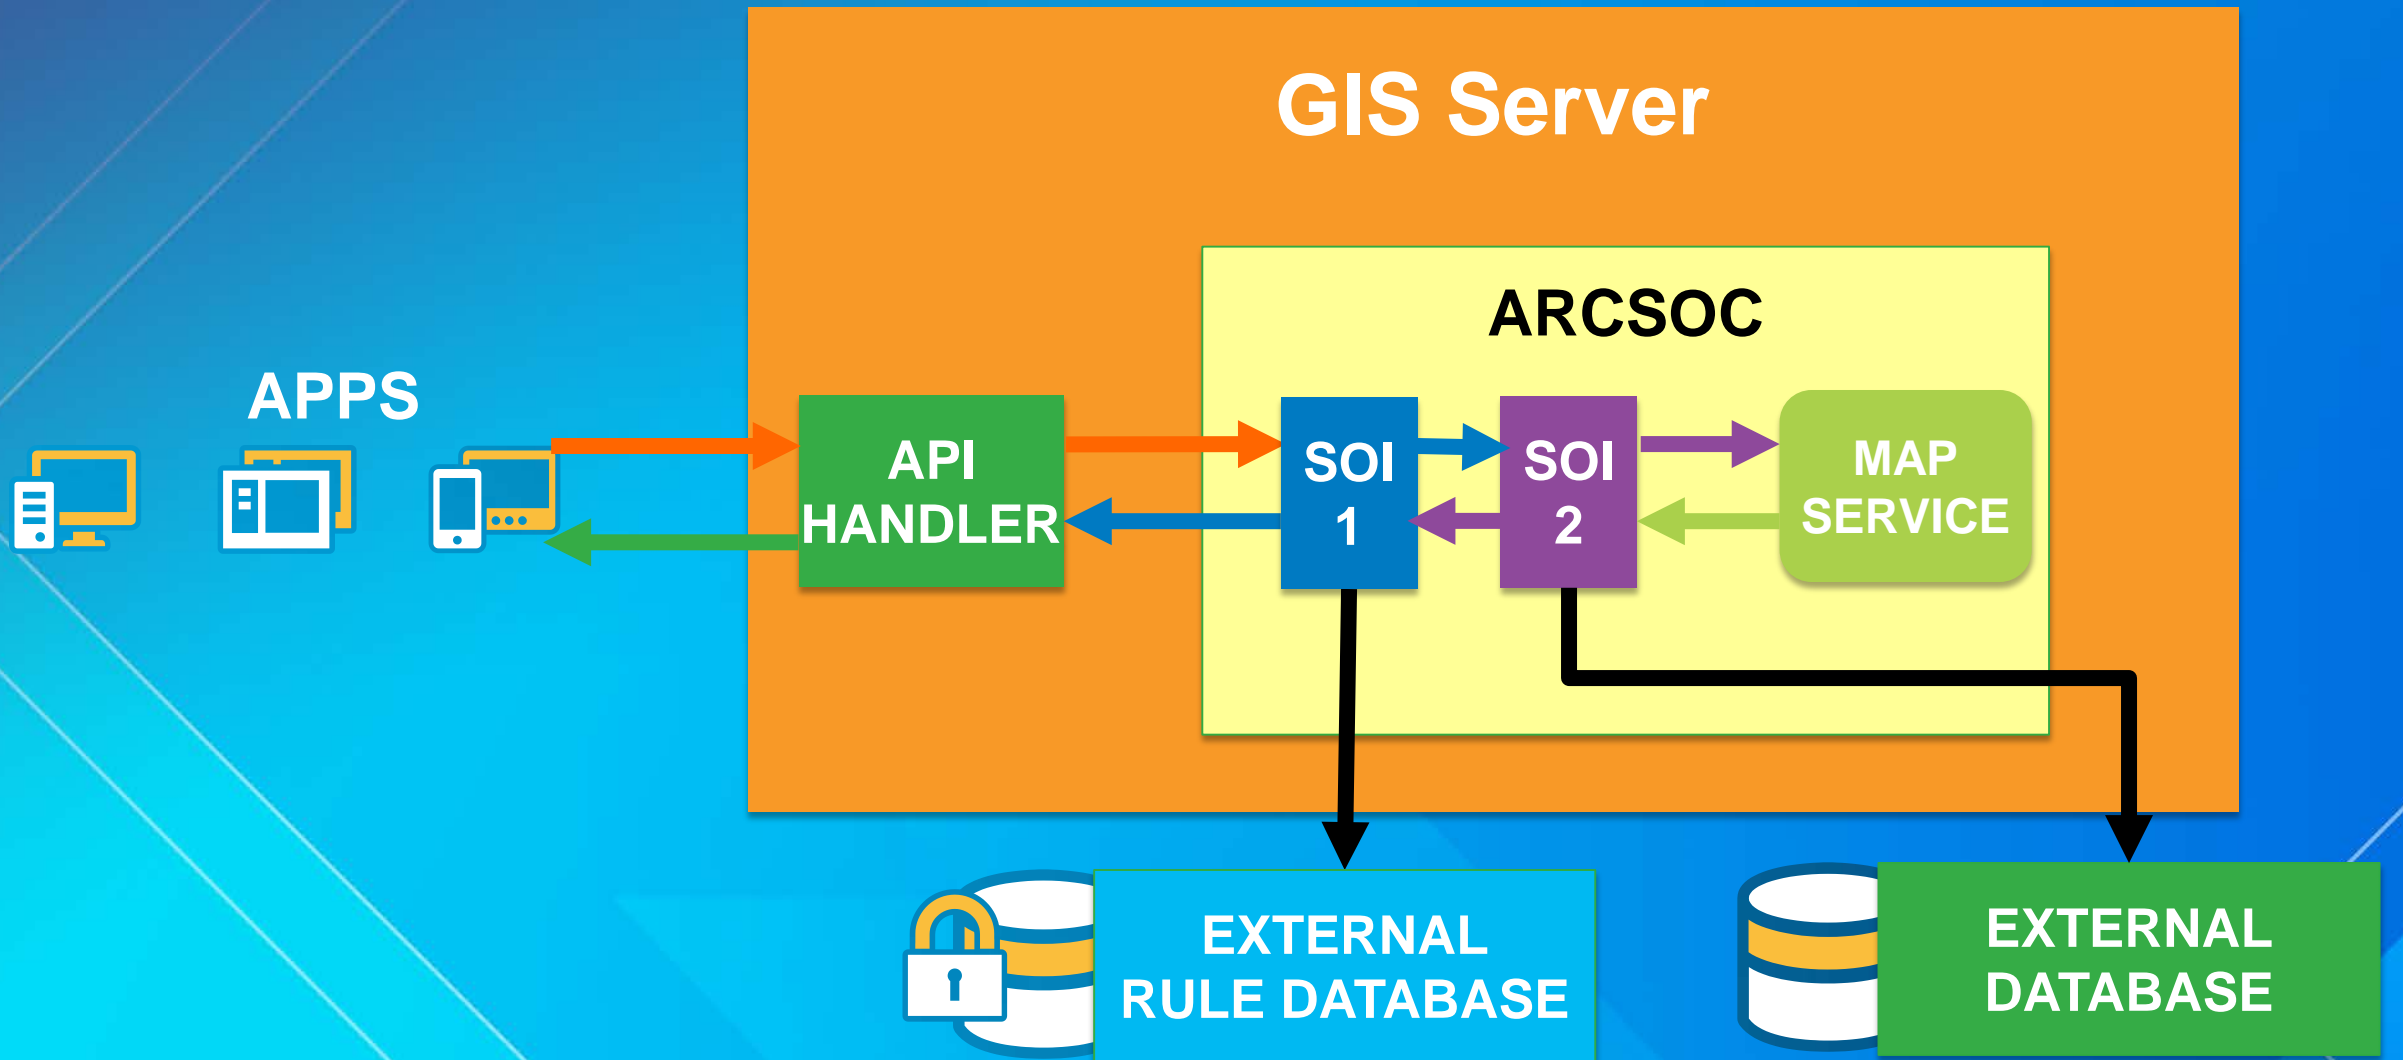 GIS Server
ARCSOC
APPS
API
HANDLER
SOI
1
SOI
2
MAP
SERVICE
EXTERNAL
RULE DATABASE
EXTERNAL
DATABASE